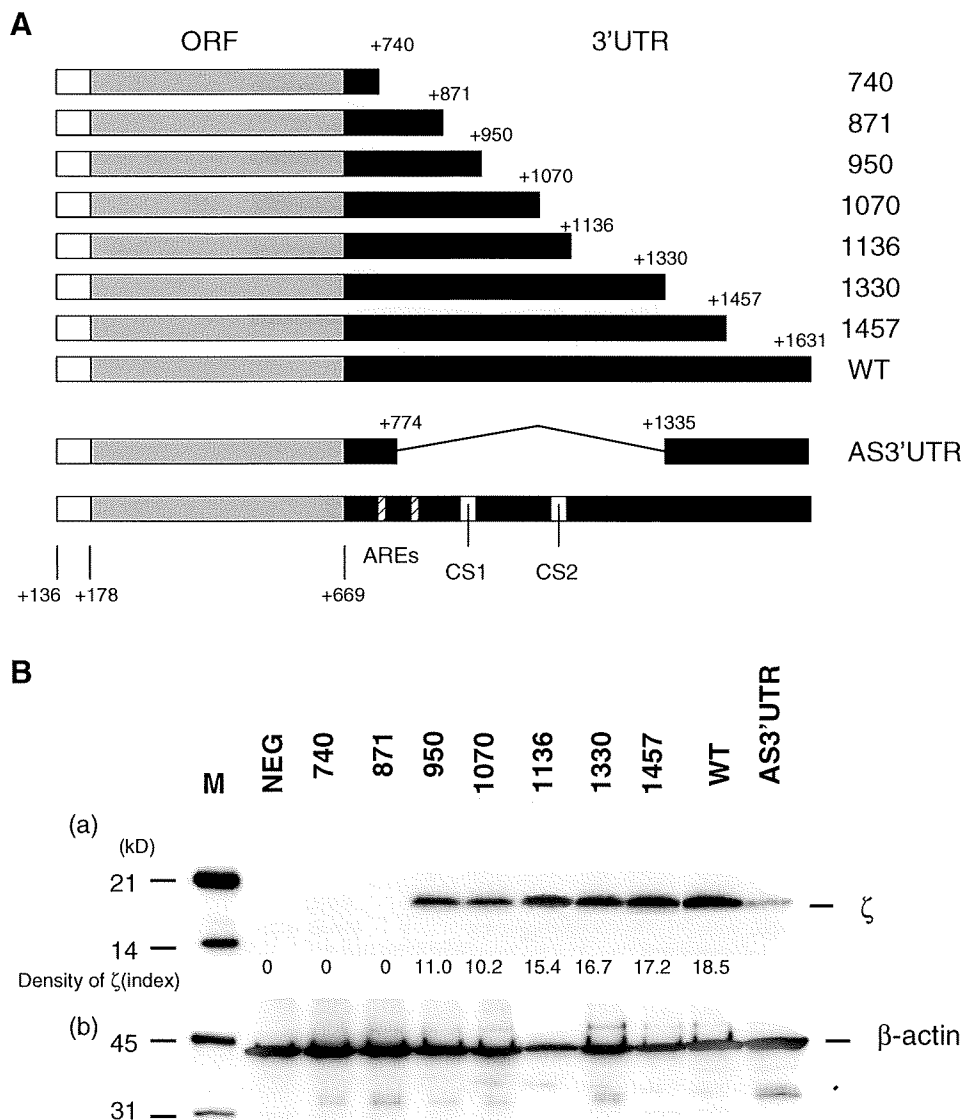 A
ORF 3'UTR
+740
740
+871
871
+950
950
+1070
1070
+1136
1136
+1330
1330
+1457
1457
+1631
WT
+774 +1335
AS3'UTR
AREs CS1 CS2
+136 +178 +669
B
M NEG 740 871 950 1070 1136 1330 1457 WT AS3'UTR
(a)
(kD)
21
ζ
14
Density of ζ(index) 0 0 0 11.0 10.2 15.4 16.7 17.2 18.5
(b)
45 β-actin
31